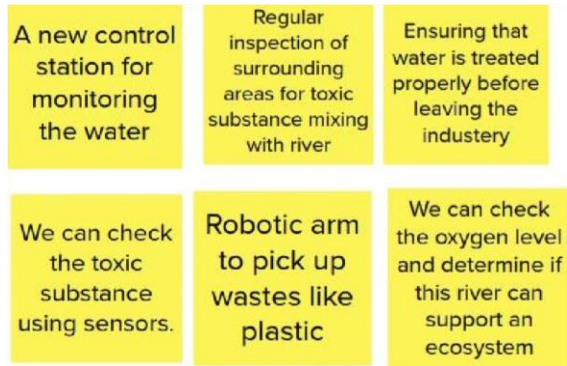 A new control
station for
monitoring
the water
Regular
inspection of
surrounding
areas for toxic
substance mixing
with river
Ensuring that
water is treated
properly before
leaving the
industery
We can check
the toxic
substance
using sensors.
Robotic arm
to pick up
wastes like
plastic
We can check
the oxygen level
and determine if
this river can
support an
ecosystem